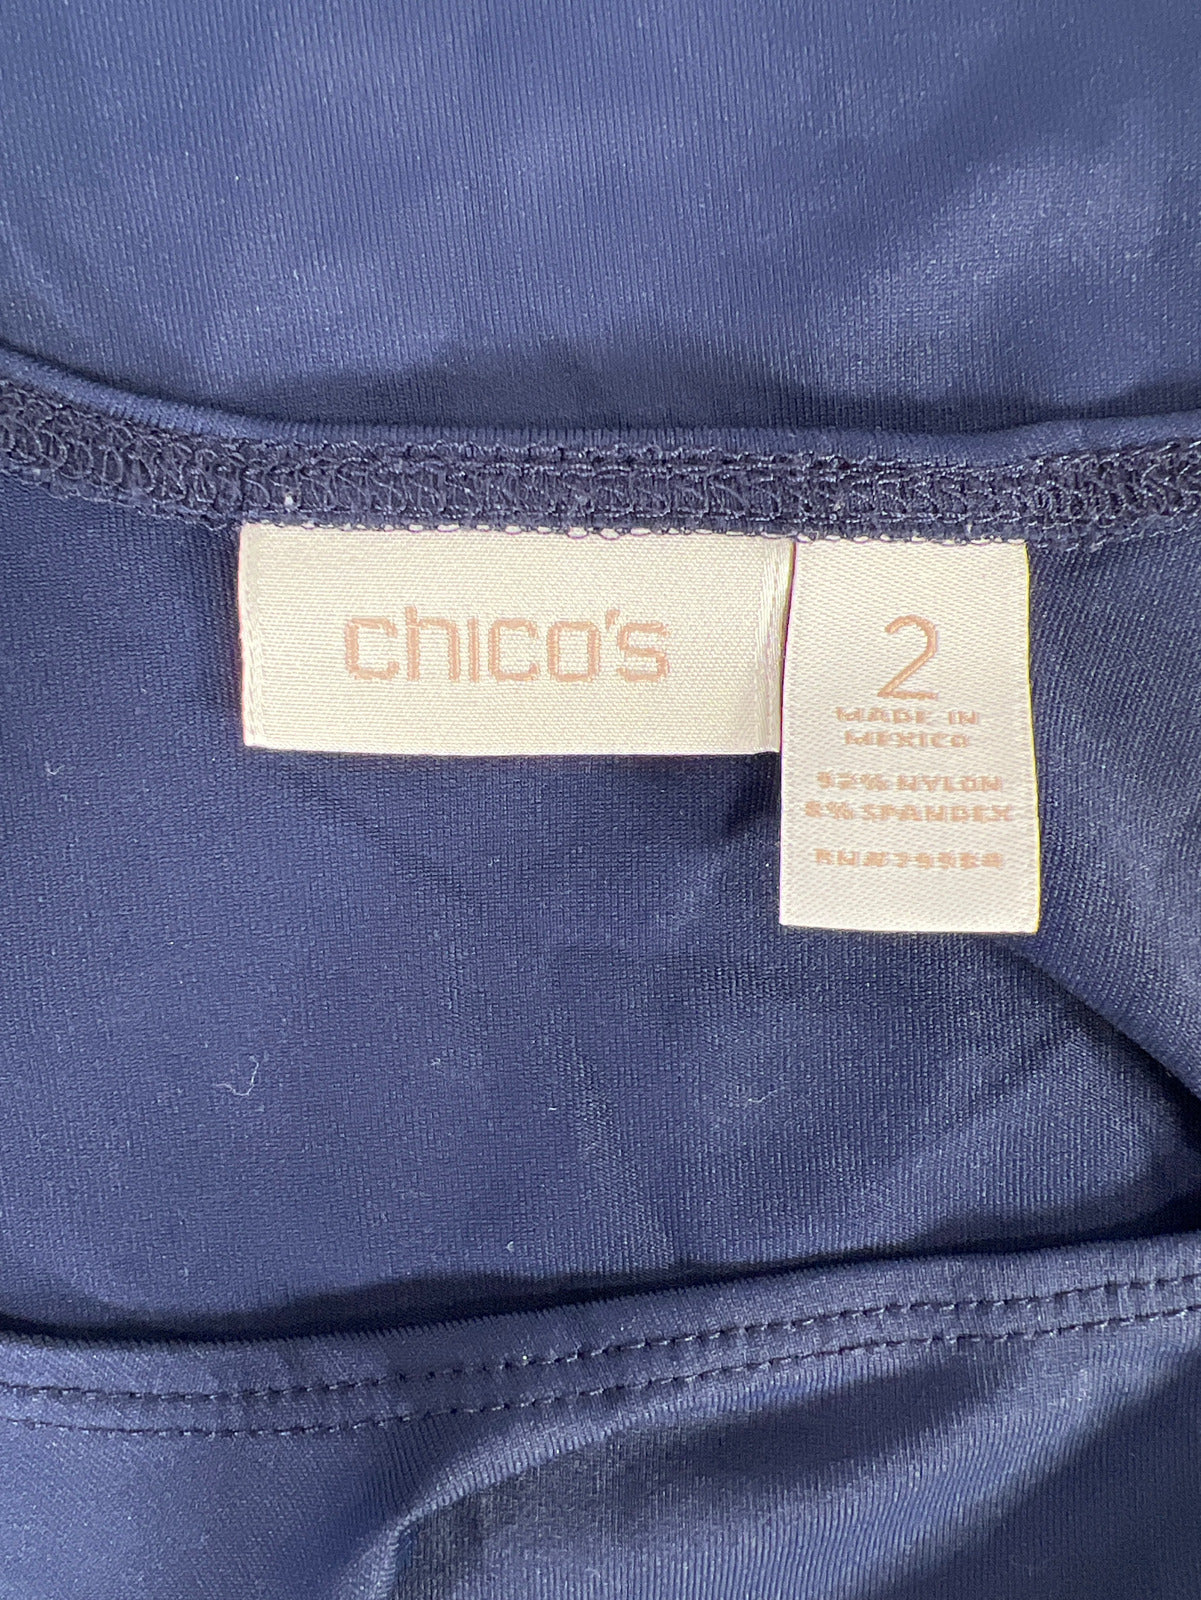 chico's
2
MADE IN
MEXICO
92% NYLON
8% SPANDEX